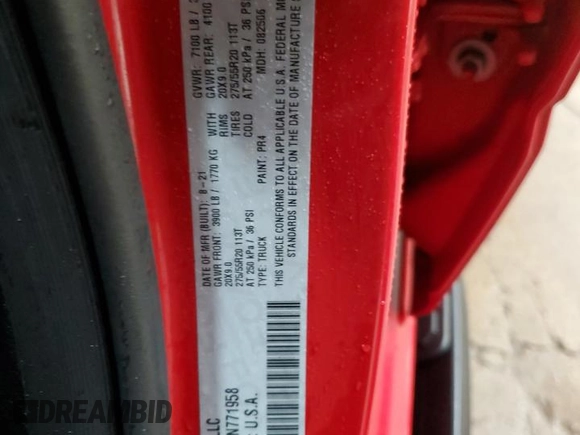 DATE OF MFR (BUILT): 8-21
GVWR 7100 LB /
GAWR FRONT: 3900 LB / 1770 KG WITH
GAWR REAR: 4100
20X9.0 RIMS
20X9.0
275/55R20 113T TIRES
275/55R20 113T
AT 250 kPa / 36 PSI COLD
AT 250 kPa / 36 PSI
TYPE: TRUCK PAINT: PR4
MDH: 082506
THIS VEHICLE CONFORMS TO ALL APPLICABLE U.S.A. FEDERAL MO
STANDARDS IN EFFECT ON THE DATE OF MANUFACTURE
LLC
N771958
U.S.A.
DREAMBID